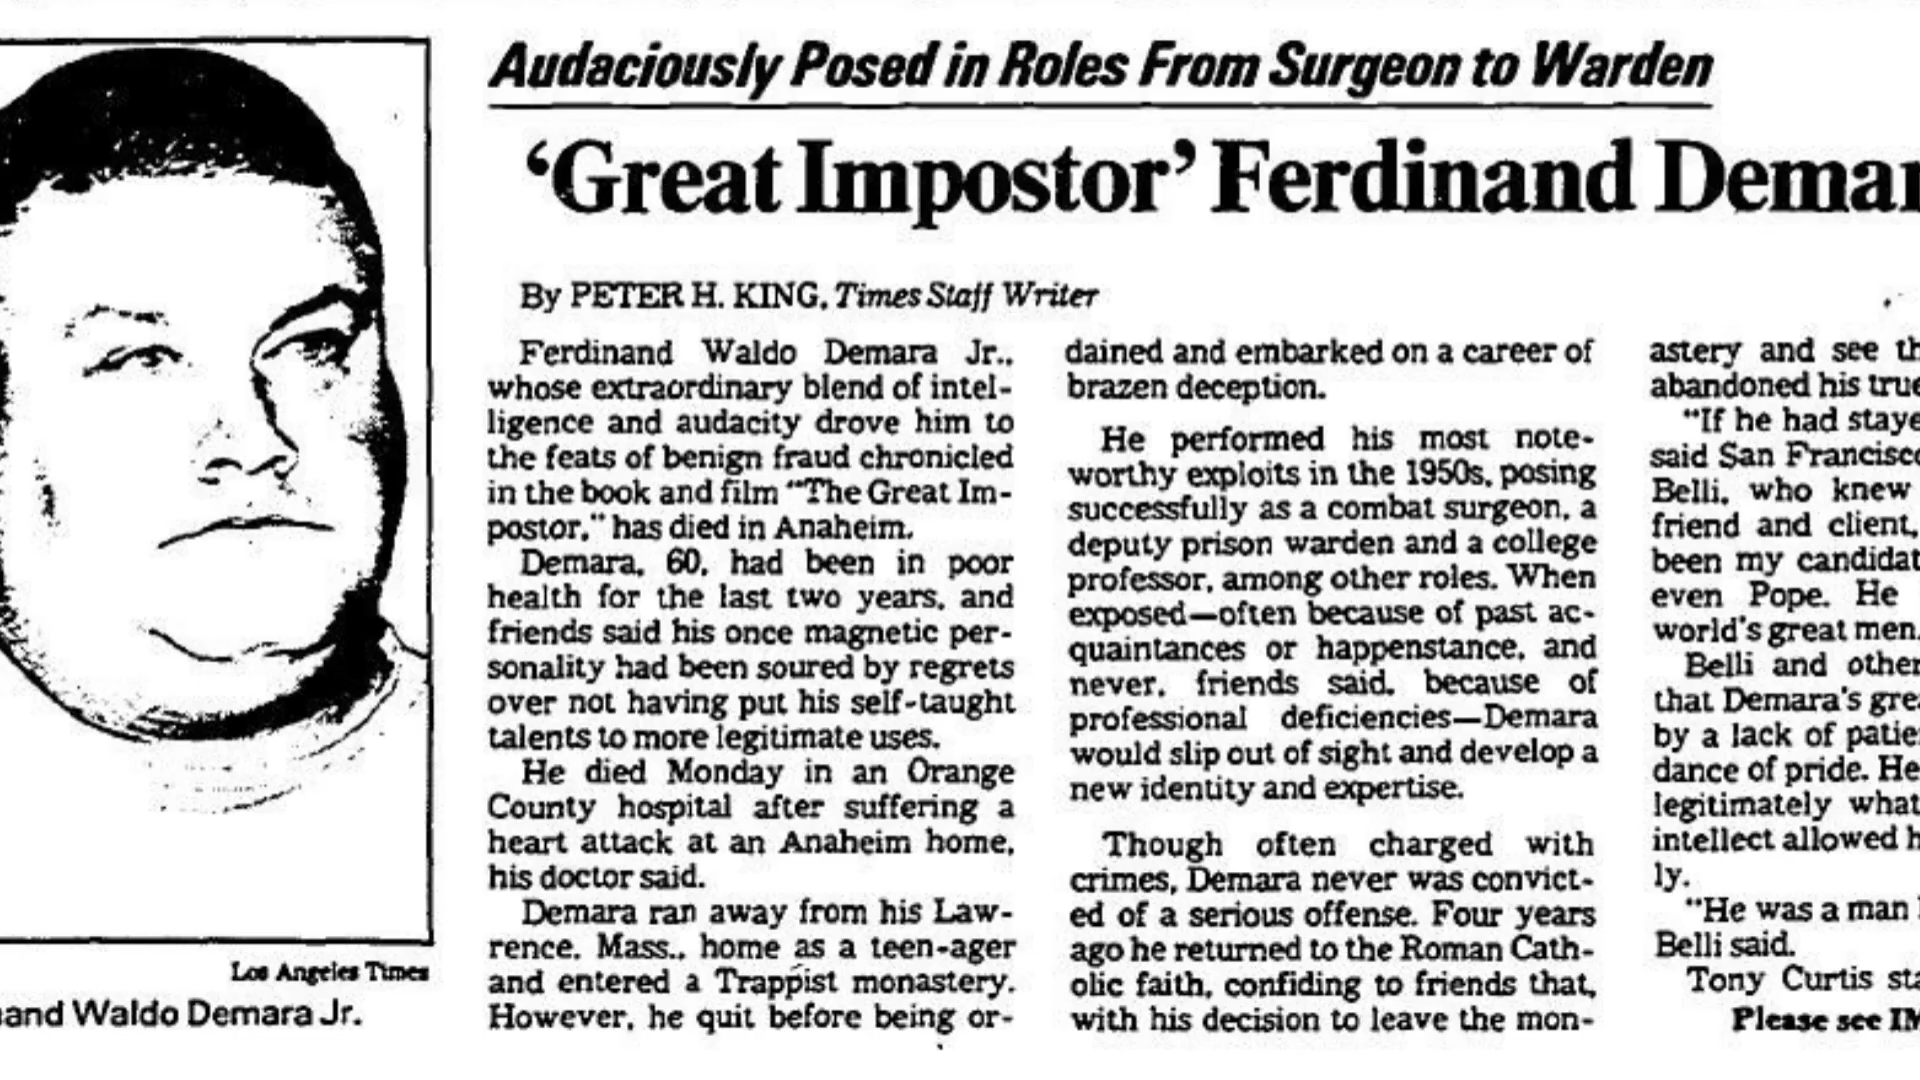 Audaciously Posed in Roles From Surgeon to Warden
‘Great Impostor’ Ferdinand Demar
By PETER H. KING, Times Staff Writer
Ferdinand Waldo Demara Jr.,
whose extraordinary blend of intel-
ligence and audacity drove him to
the feats of benign fraud chronicled
in the book and film "The Great Im-
postor," has died in Anaheim.
Demara, 60, had been in poor
health for the last two years, and
friends said his once magnetic per-
sonality had been soured by regrets
over not having put his self-taught
talents to more legitimate uses.
He died Monday in an Orange
County hospital after suffering a
heart attack at an Anaheim home,
his doctor said.
Demara ran away from his Law-
rence, Mass., home as a teen-ager
and entered a Trappist monastery.
However, he quit before being or-
dained and embarked on a career of
brazen deception.
He performed his most note-
worthy exploits in the 1950s, posing
successfully as a combat surgeon, a
deputy prison warden and a college
professor, among other roles. When
exposed—often because of past ac-
quaintances or happenstance, and
never, friends said, because of
professional deficiencies—Demara
would slip out of sight and develop a
new identity and expertise.
Though often charged with
crimes, Demara never was convict-
ed of a serious offense. Four years
ago he returned to the Roman Cath-
olic faith, confiding to friends that,
with his decision to leave the mon-
astery and see th
abandoned his true
"If he had staye
said San Francisco
Belli, who knew
friend and client,
been my candidat
even Pope. He
world's great men.
Belli and other
that Demara's grea
by a lack of patie
dance of pride. He
legitimately what
intellect allowed h
ly.
"He was a man
Belli said.
Tony Curtis sta
Please see IM
Los Angeles Times
nand Waldo Demara Jr.